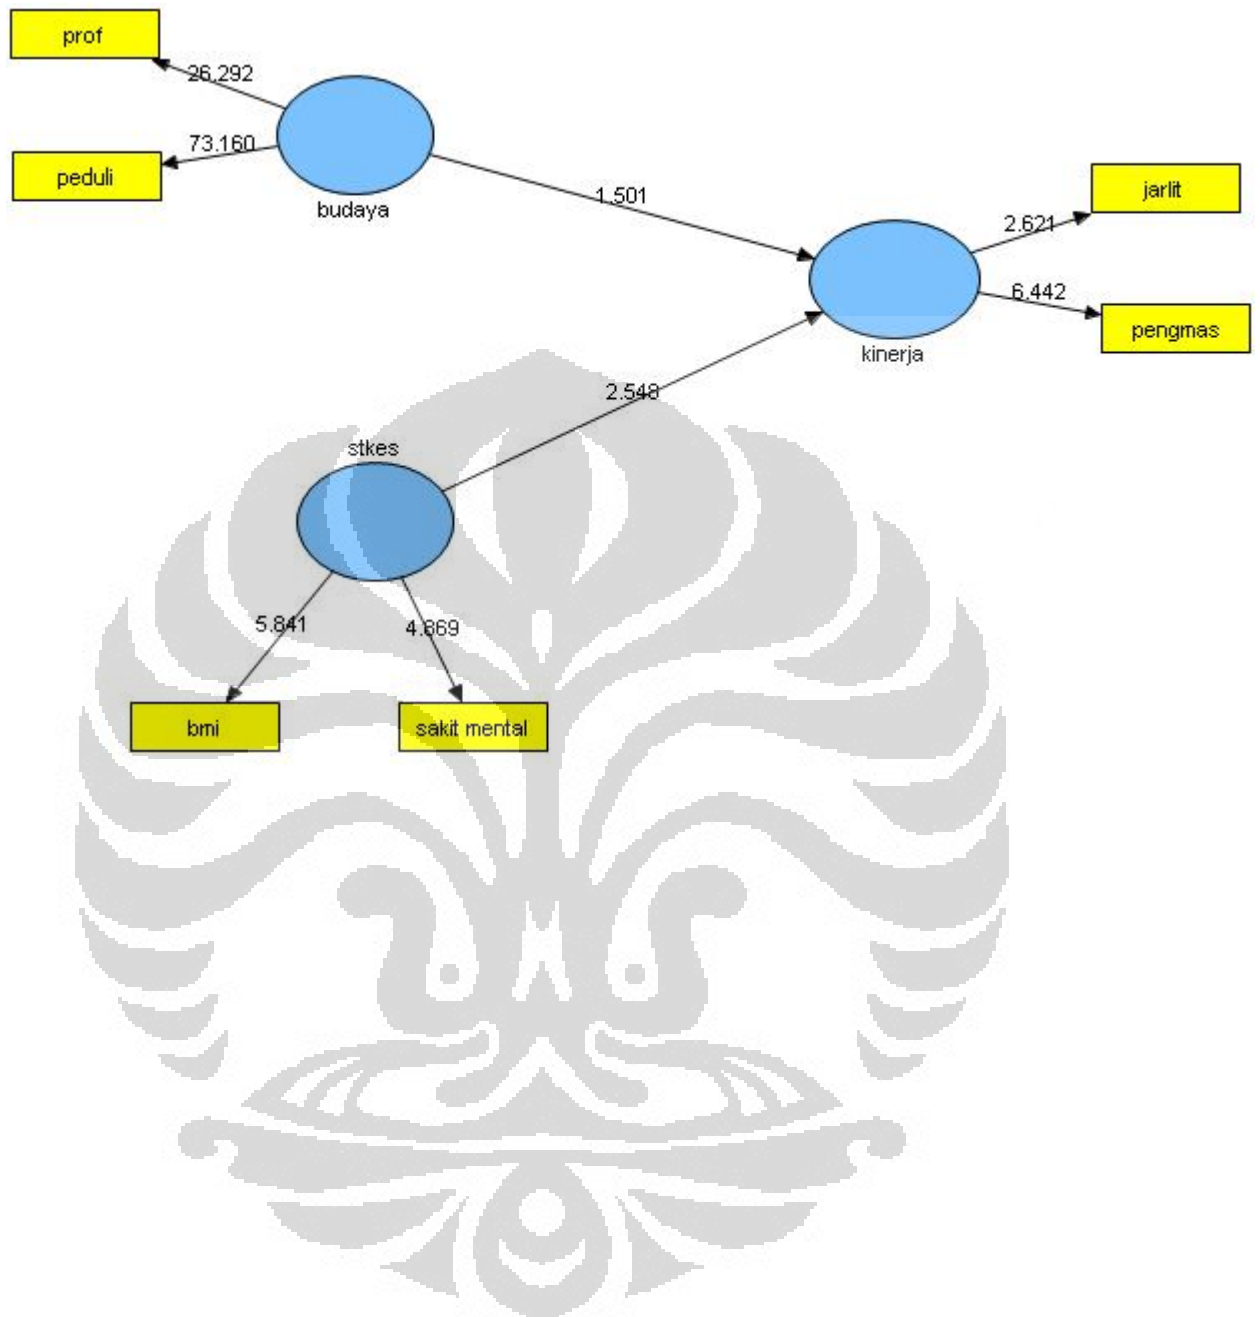 prof
26.292
73.160
peduli
budaya
1.501
jarlit
2.621
6.442
pengmas
kinerja
2.548
stkes
5.841
4.869
bmi
sakit mental